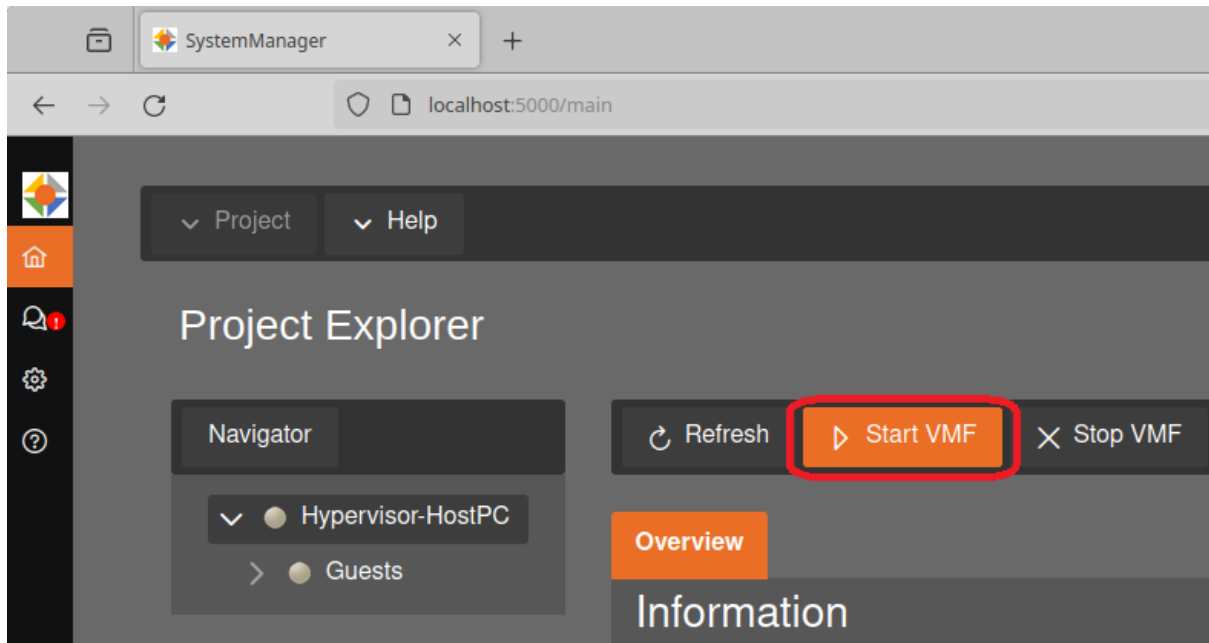 SystemManager
localhost:5000/main
Project Help
Project Explorer
Navigator
Refresh Start VMF Stop VMF
Hypervisor-HostPC
Guests
Overview
Information